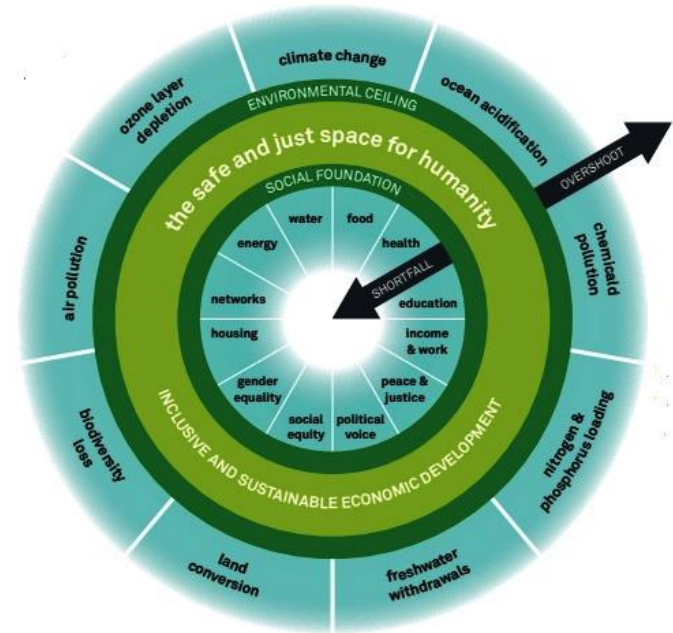 climate change
ocean acidification
chemicald
pollution
nitrogen &
phosphorus loading
freshwater
withdrawals
land
conversion
biodiversity
loss
air pollution
ozone layer
depletion
ENVIRONMENTAL CEILING
OVERSHOOT
the safe and just space for humanity
SOCIAL FOUNDATION
water
food
health
SHORTFALL
education
income
& work
peace &
justice
political
voice
social
equity
gender
equality
housing
networks
energy
INCLUSIVE AND SUSTAINABLE ECONOMIC DEVELOPMENT